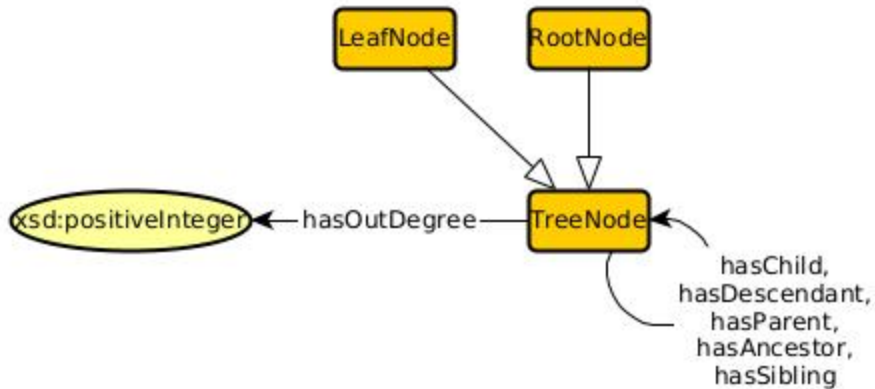 LeafNode
RootNode
xsd:positiveInteger
hasOutDegree
TreeNode
hasChild,
hasDescendant,
hasParent,
hasAncestor,
hasSibling